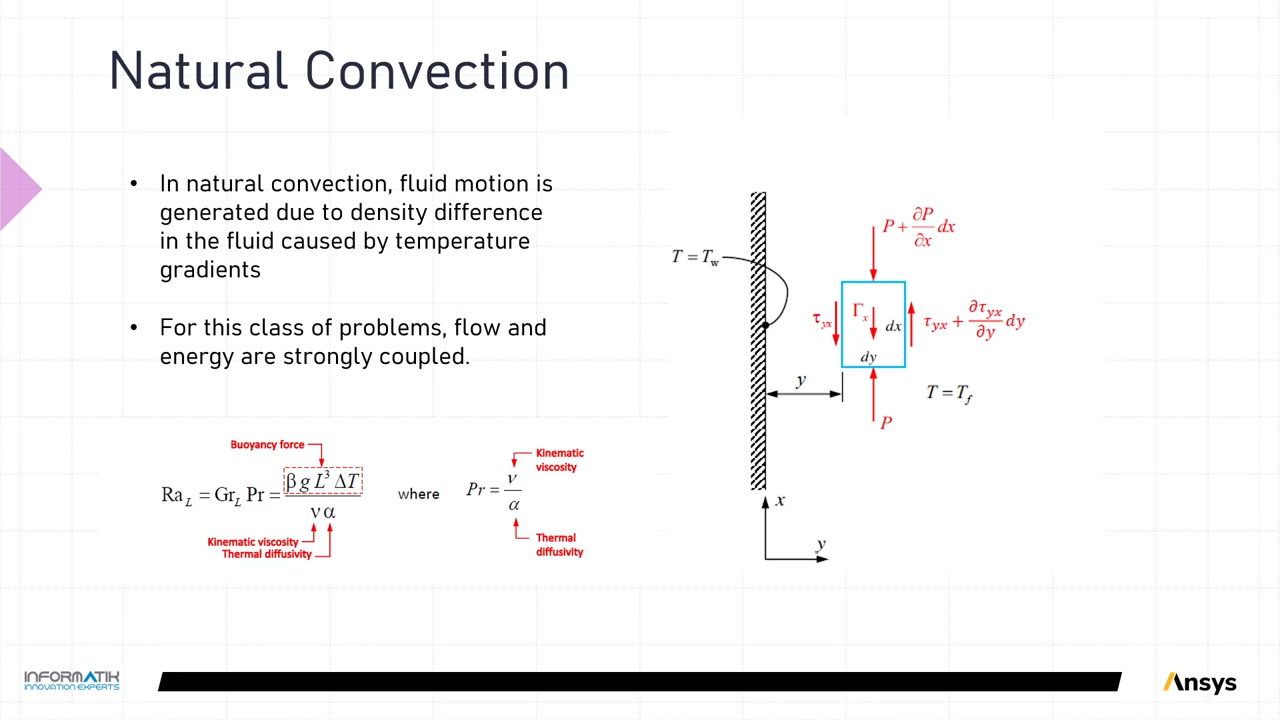 Natural Convection
• In natural convection, fluid motion is
generated due to density difference
in the fluid caused by temperature
gradients
• For this class of problems, flow and
energy are strongly coupled.
Buoyancy force
Ra_L = Gr_L Pr = β g L³ ΔT / ν α
Kinematic viscosity
Thermal diffusivity
where
Kinematic
viscosity
Pr = ν / α
Thermal
diffusivity
P + ∂P/∂x dx
T = T_w
τ_yx
Γ_x
dx
τ_yx + ∂τ_yx/∂y dy
dy
y
T = T_f
P
x
y
INFORMATIK
INNOVATION EXPERTS
Ansys